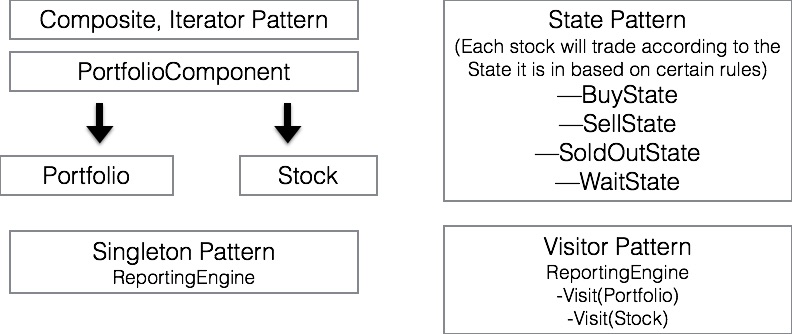 Composite, Iterator Pattern
PortfolioComponent
Portfolio
Stock
Singleton Pattern
ReportingEngine
State Pattern
(Each stock will trade according to the
State it is in based on certain rules)
—BuyState
—SellState
—SoldOutState
—WaitState
Visitor Pattern
ReportingEngine
-Visit(Portfolio)
-Visit(Stock)